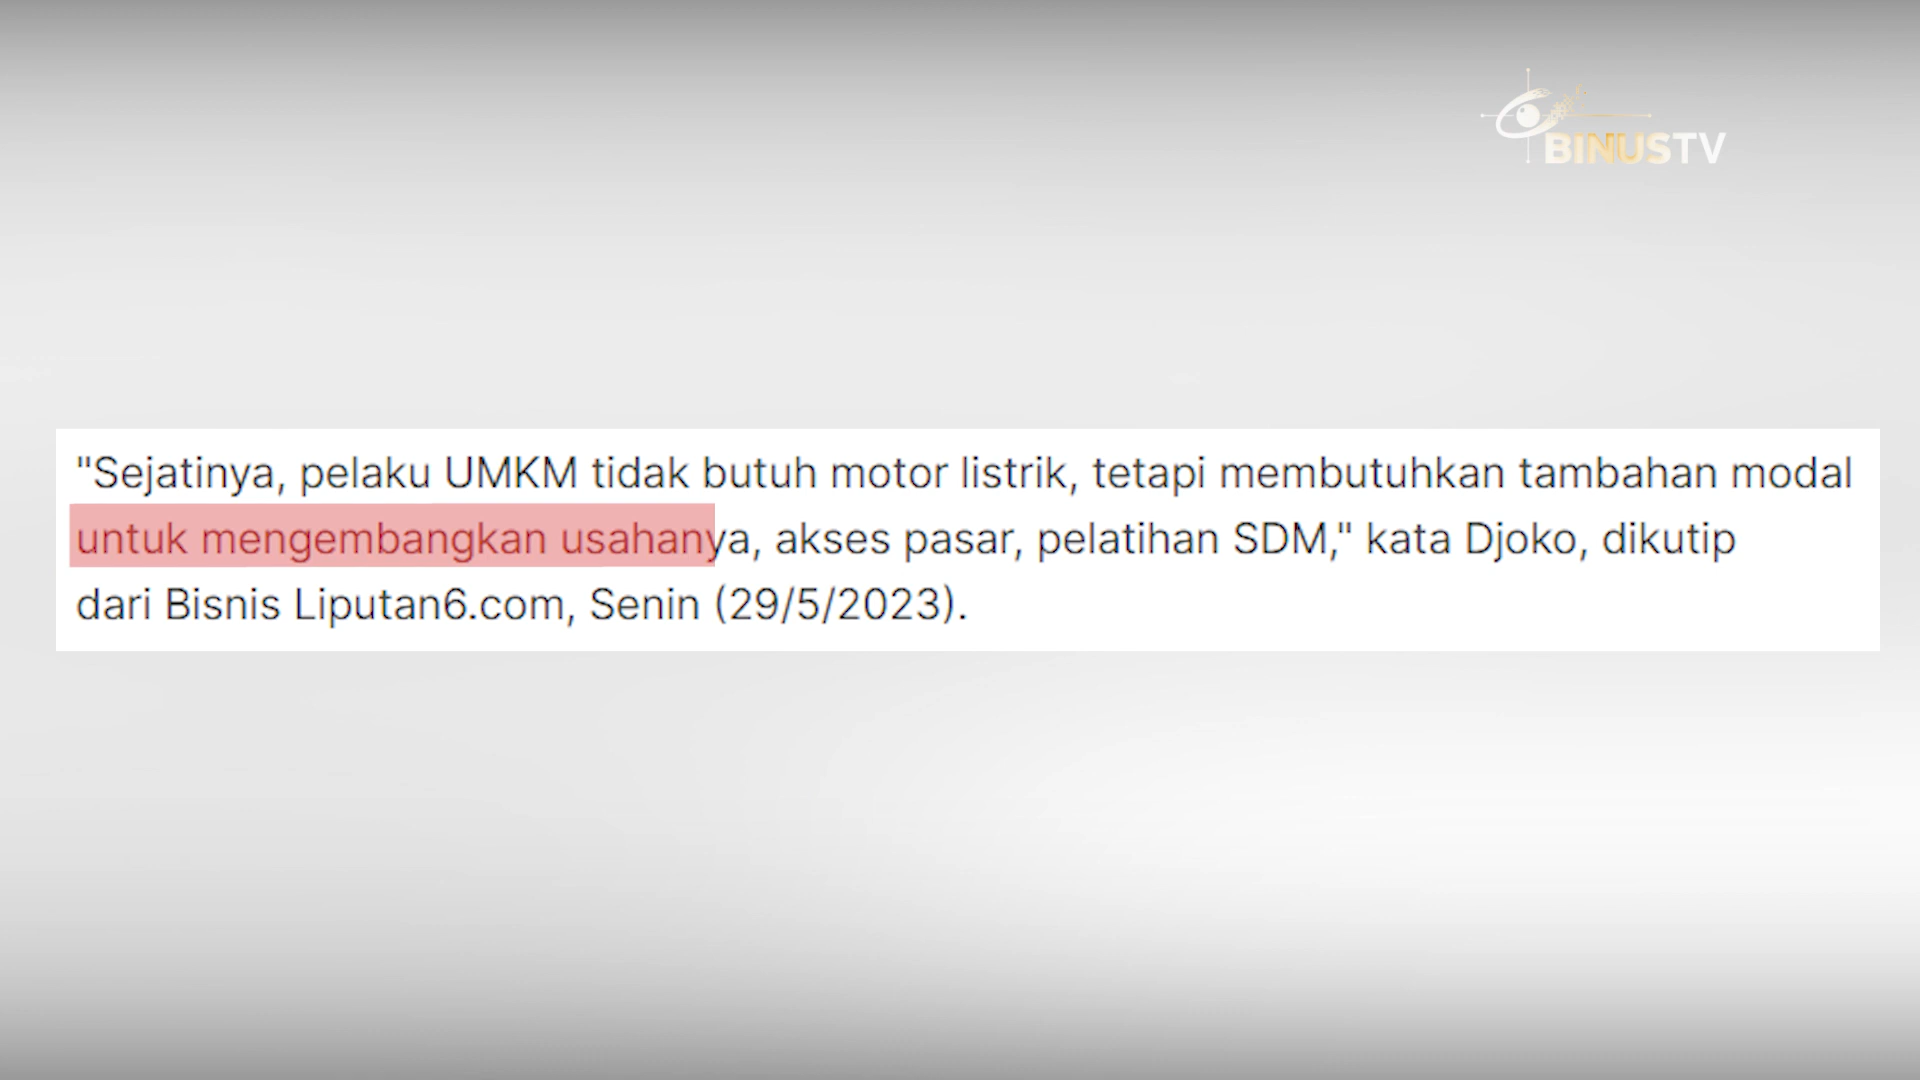 BINUSTV
"Sejatinya, pelaku UMKM tidak butuh motor listrik, tetapi membutuhkan tambahan modal
untuk mengembangkan usahanya, akses pasar, pelatihan SDM," kata Djoko, dikutip
dari Bisnis Liputan6.com, Senin (29/5/2023).